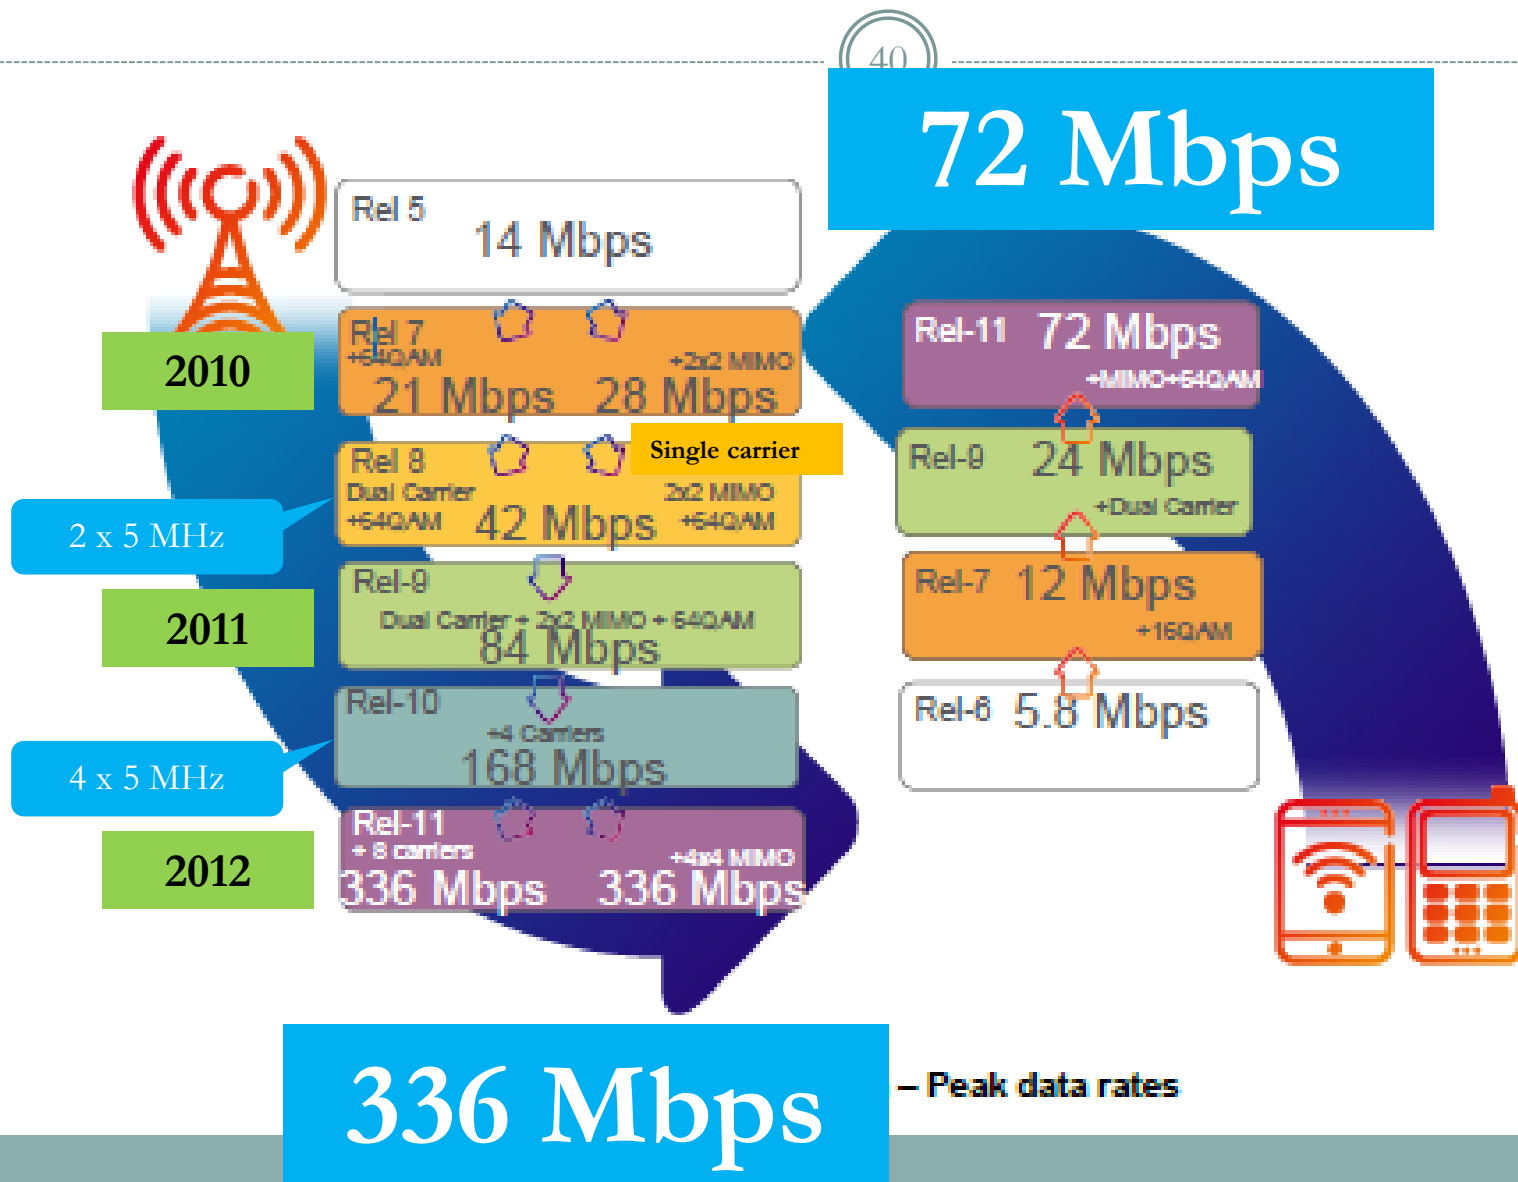 40
72 Mbps
Rel 5
14 Mbps
2010
Rel 7
+64QAM
+2x2 MIMO
21 Mbps 28 Mbps
Single carrier
Rel 8
Dual Carrier 2x2 MIMO
+64QAM 42 Mbps +64QAM
2 x 5 MHz
2011
Rel-9
Dual Carrier + 2x2 MIMO + 64QAM
84 Mbps
Rel-10
+4 Carriers
168 Mbps
4 x 5 MHz
2012
Rel-11
+ 8 carriers +4x4 MIMO
336 Mbps 336 Mbps
Rel-11 72 Mbps
+MIMO+64QAM
Rel-9 24 Mbps
+Dual Carrier
Rel-7 12 Mbps
+16QAM
Rel-6 5.8 Mbps
336 Mbps
– Peak data rates